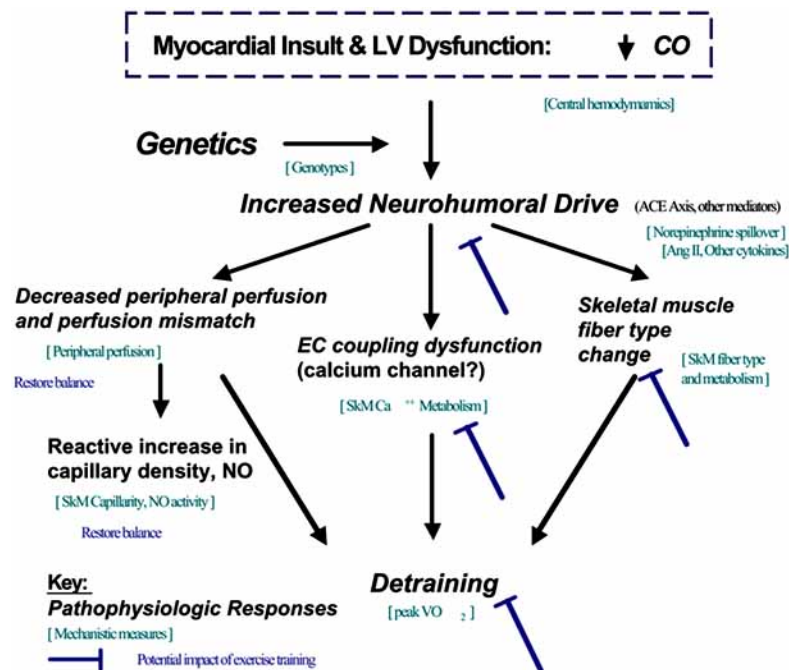 Myocardial Insult & LV Dysfunction: CO
[Central hemodymamics]
Genetics
[ Genotypes ]
Increased Neurohumoral Drive (ACE Axis, other mediators)
[ Norepinephrine spillover ]
[Ang II, Other cytokines]
Decreased peripheral perfusion
and perfusion mismatch
[ Peripheral perfusion ]
Restore balance
EC coupling dysfunction
(calcium channel?)
[ SkM Ca ++ Metabolism ]
Skeletal muscle
fiber type
change
[ SkM fiber type
and metabolism ]
Reactive increase in
capillary density, NO
[ SkM Capillarity, NO activity ]
Restore balance
Detraining
[ peak VO 2 ]
Key:
Pathophysiologic Responses
[ Mechanistic measures ]
Potential impact of exercise training